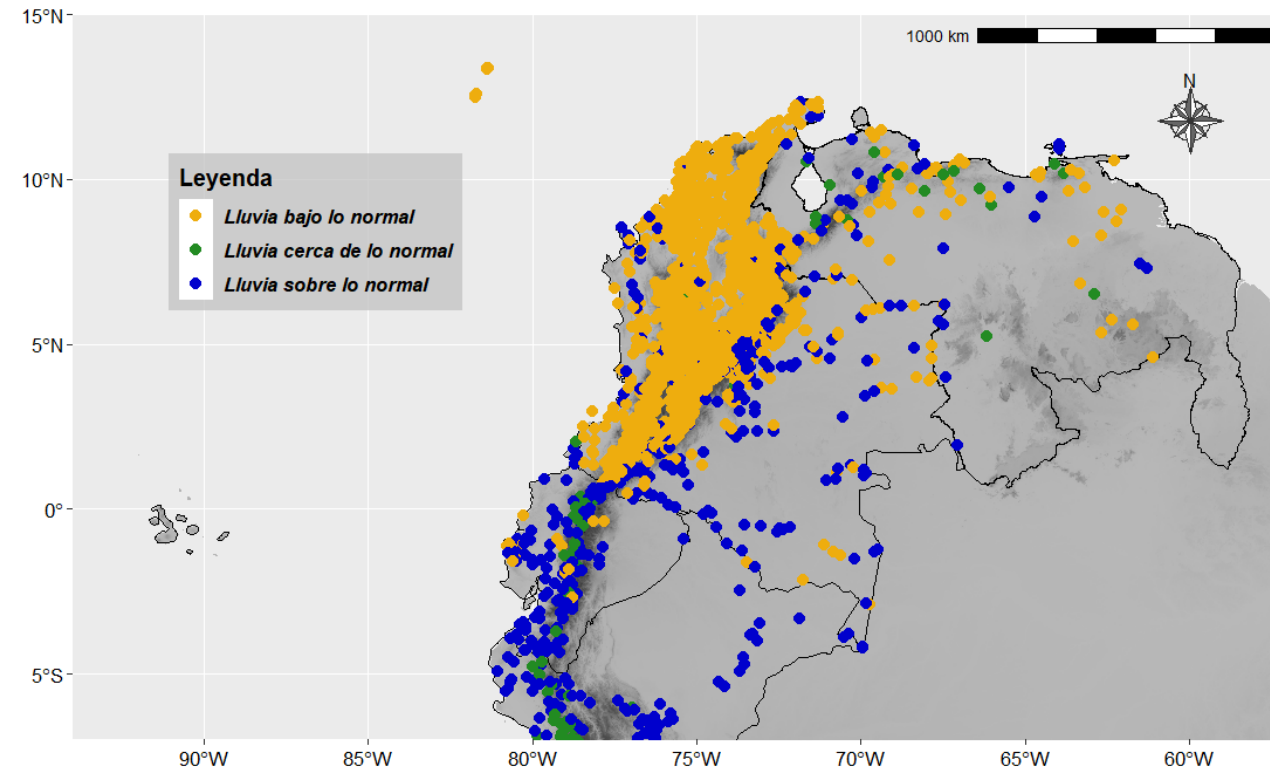 15°N
1000 km
N
Leyenda
10°N
Lluvia bajo lo normal
Lluvia cerca de lo normal
Lluvia sobre lo normal
5°N
0°
5°S
90°W 85°W 80°W 75°W 70°W 65°W 60°W